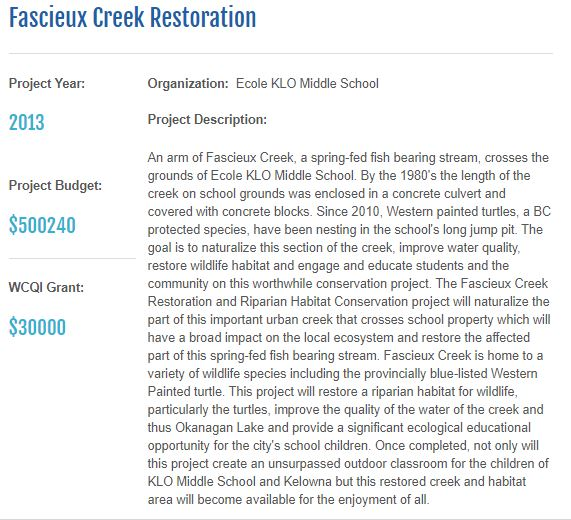 Fascieux Creek Restoration
Project Year:
2013
Project Budget:
$500240
WCQI Grant:
$30000
Organization: Ecole KLO Middle School
Project Description:
An arm of Fascieux Creek, a spring-fed fish bearing stream, crosses the
grounds of Ecole KLO Middle School. By the 1980's the length of the
creek on school grounds was enclosed in a concrete culvert and
covered with concrete blocks. Since 2010, Western painted turtles, a BC
protected species, have been nesting in the school's long jump pit. The
goal is to naturalize this section of the creek, improve water quality,
restore wildlife habitat and engage and educate students and the
community on this worthwhile conservation project. The Fascieux Creek
Restoration and Riparian Habitat Conservation project will naturalize the
part of this important urban creek that crosses school property which will
have a broad impact on the local ecosystem and restore the affected
part of this spring-fed fish bearing stream. Fascieux Creek is home to a
variety of wildlife species including the provincially blue-listed Western
Painted turtle. This project will restore a riparian habitat for wildlife,
particularly the turtles, improve the quality of the water of the creek and
thus Okanagan Lake and provide a significant ecological educational
opportunity for the city's school children. Once completed, not only will
this project create an unsurpassed outdoor classroom for the children of
KLO Middle School and Kelowna but this restored creek and habitat
area will become available for the enjoyment of all.